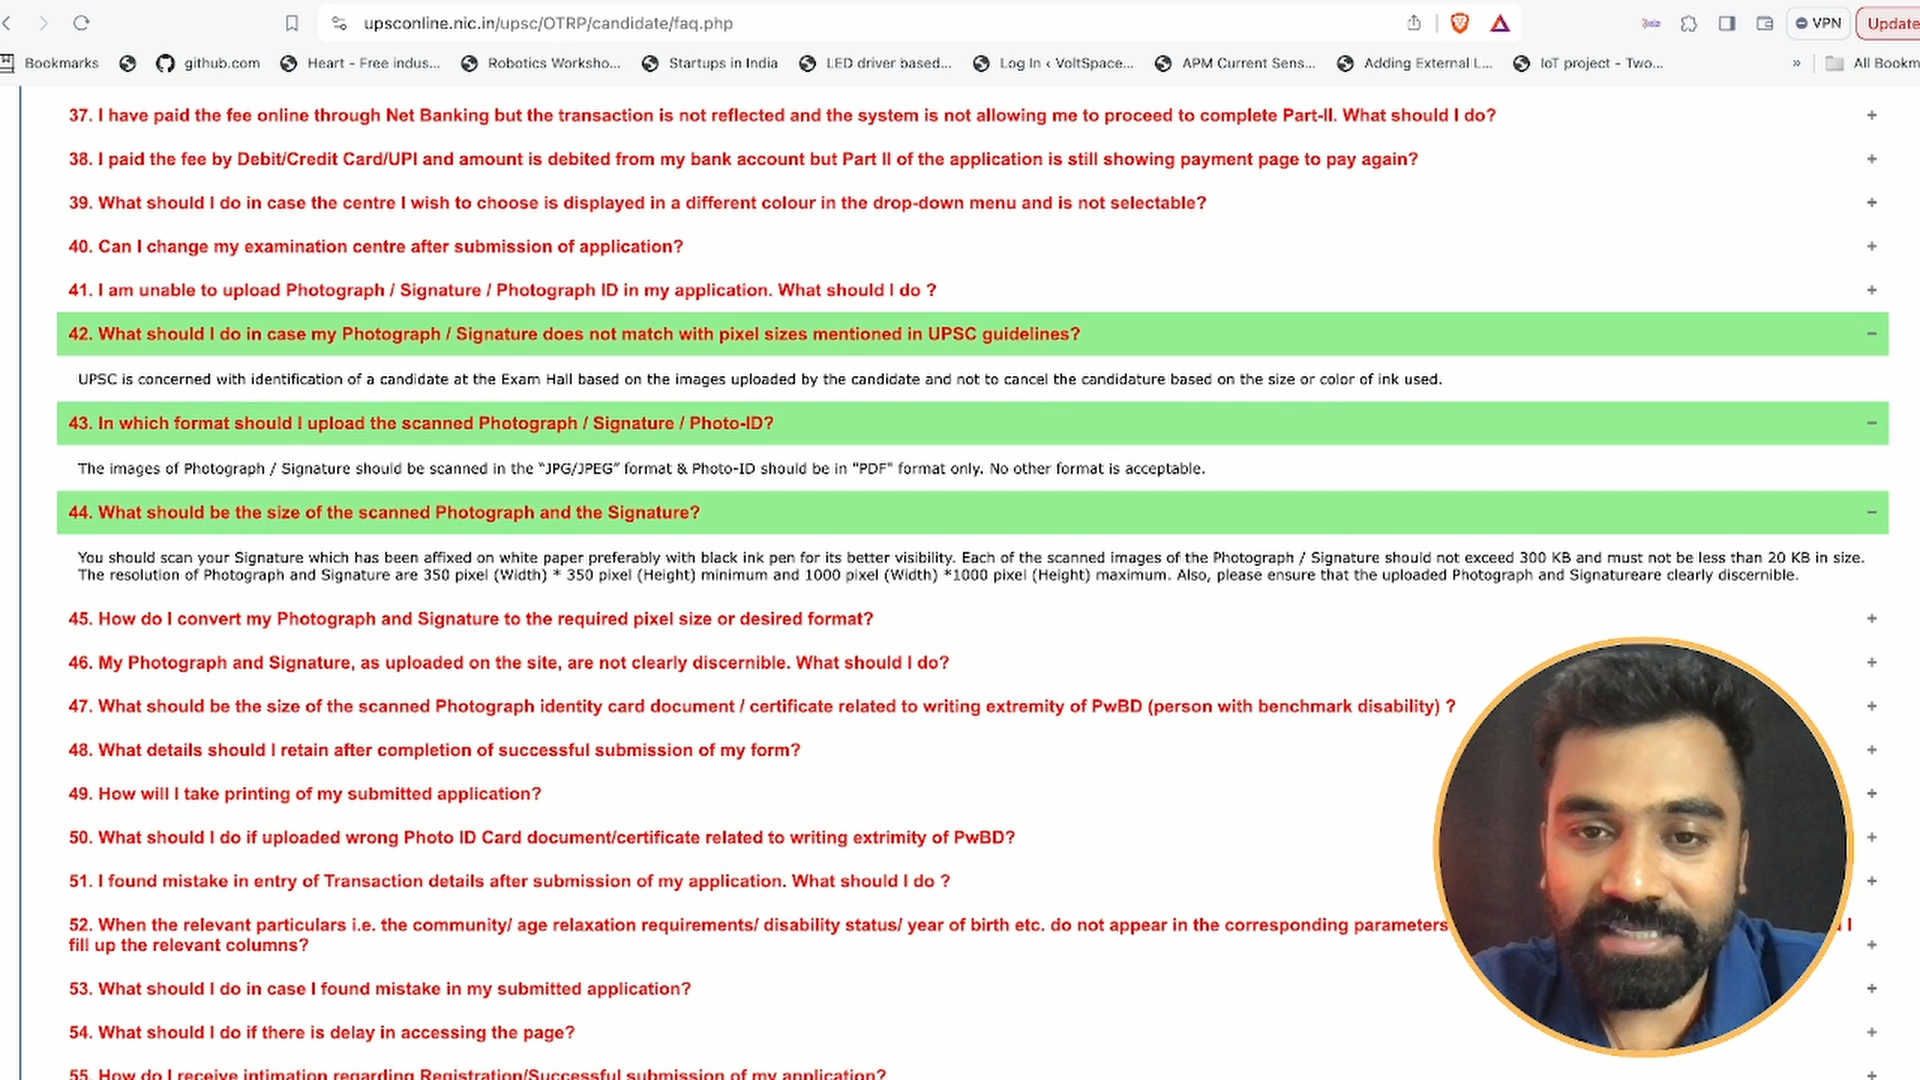 upsconline.nic.in/upsc/OTRP/candidate/faq.php
VPN
Update
Bookmarks
github.com
Heart - Free indus...
Robotics Worksho...
Startups in India
LED driver based...
Log In ‹ VoltSpace...
APM Current Sens...
Adding External L...
IoT project - Two...
»
All Bookm
37. I have paid the fee online through Net Banking but the transaction is not reflected and the system is not allowing me to proceed to complete Part-II. What should I do? +
38. I paid the fee by Debit/Credit Card/UPI and amount is debited from my bank account but Part II of the application is still showing payment page to pay again? +
39. What should I do in case the centre I wish to choose is displayed in a different colour in the drop-down menu and is not selectable? +
40. Can I change my examination centre after submission of application? +
41. I am unable to upload Photograph / Signature / Photograph ID in my application. What should I do ? +
42. What should I do in case my Photograph / Signature does not match with pixel sizes mentioned in UPSC guidelines? −
UPSC is concerned with identification of a candidate at the Exam Hall based on the images uploaded by the candidate and not to cancel the candidature based on the size or color of ink used.
43. In which format should I upload the scanned Photograph / Signature / Photo-ID? −
The images of Photograph / Signature should be scanned in the “JPG/JPEG” format & Photo-ID should be in "PDF" format only. No other format is acceptable.
44. What should be the size of the scanned Photograph and the Signature? −
You should scan your Signature which has been affixed on white paper preferably with black ink pen for its better visibility. Each of the scanned images of the Photograph / Signature should not exceed 300 KB and must not be less than 20 KB in size.
The resolution of Photograph and Signature are 350 pixel (Width) * 350 pixel (Height) minimum and 1000 pixel (Width) *1000 pixel (Height) maximum. Also, please ensure that the uploaded Photograph and Signatureare clearly discernible.
45. How do I convert my Photograph and Signature to the required pixel size or desired format? +
46. My Photograph and Signature, as uploaded on the site, are not clearly discernible. What should I do? +
47. What should be the size of the scanned Photograph identity card document / certificate related to writing extremity of PwBD (person with benchmark disability) ? +
48. What details should I retain after completion of successful submission of my form? +
49. How will I take printing of my submitted application? +
50. What should I do if uploaded wrong Photo ID Card document/certificate related to writing extrimity of PwBD? +
51. I found mistake in entry of Transaction details after submission of my application. What should I do ? +
52. When the relevant particulars i.e. the community/ age relaxation requirements/ disability status/ year of birth etc. do not appear in the corresponding parameters I
fill up the relevant columns? +
53. What should I do in case I found mistake in my submitted application? +
54. What should I do if there is delay in accessing the page? +
55. How do I receive intimation regarding Registration/Successful submission of my application? +